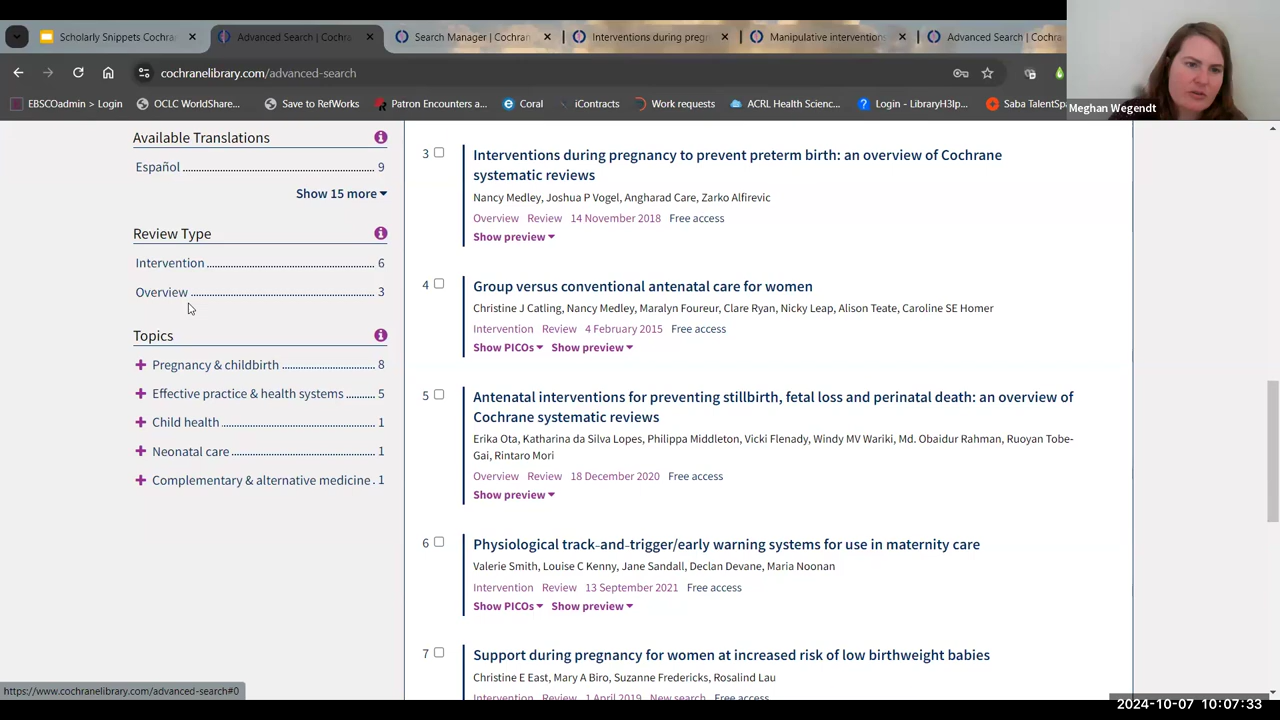 Scholarly Snippets Cochra
Advanced Search | Cochra
Search Manager | Cochran
Interventions during pregn
Manipulative interventions
Advanced Search | Cochra
cochranelibrary.com/advanced-search
EBSCOadmin > Login
OCLC WorldShare...
Save to RefWorks
Patron Encounters a...
Coral
iContracts
Work requests
ACRL Health Scienc...
Login - LibraryH3lp...
Saba TalentSp
Meghan Wegendt
Available Translations
Español 9
Show 15 more
Review Type
Intervention 6
Overview 3
Topics
Pregnancy & childbirth 8
Effective practice & health systems 5
Child health 1
Neonatal care 1
Complementary & alternative medicine 1
3
Interventions during pregnancy to prevent preterm birth: an overview of Cochrane
systematic reviews
Nancy Medley, Joshua P Vogel, Angharad Care, Zarko Alfirevic
Overview Review 14 November 2018 Free access
Show preview
4
Group versus conventional antenatal care for women
Christine J Catling, Nancy Medley, Maralyn Foureur, Clare Ryan, Nicky Leap, Alison Teate, Caroline SE Homer
Intervention Review 4 February 2015 Free access
Show PICOs Show preview
5
Antenatal interventions for preventing stillbirth, fetal loss and perinatal death: an overview of
Cochrane systematic reviews
Erika Ota, Katharina da Silva Lopes, Philippa Middleton, Vicki Flenady, Windy MV Wariki, Md. Obaidur Rahman, Ruoyan Tobe-
Gai, Rintaro Mori
Overview Review 18 December 2020 Free access
Show preview
6
Physiological track-and-trigger/early warning systems for use in maternity care
Valerie Smith, Louise C Kenny, Jane Sandall, Declan Devane, Maria Noonan
Intervention Review 13 September 2021 Free access
Show PICOs Show preview
7
Support during pregnancy for women at increased risk of low birthweight babies
Christine E East, Mary A Biro, Suzanne Fredericks, Rosalind Lau
Intervention Review 1 April 2019 New search Free access
https://www.cochranelibrary.com/advanced-search#0
2024-10-07 10:07:33